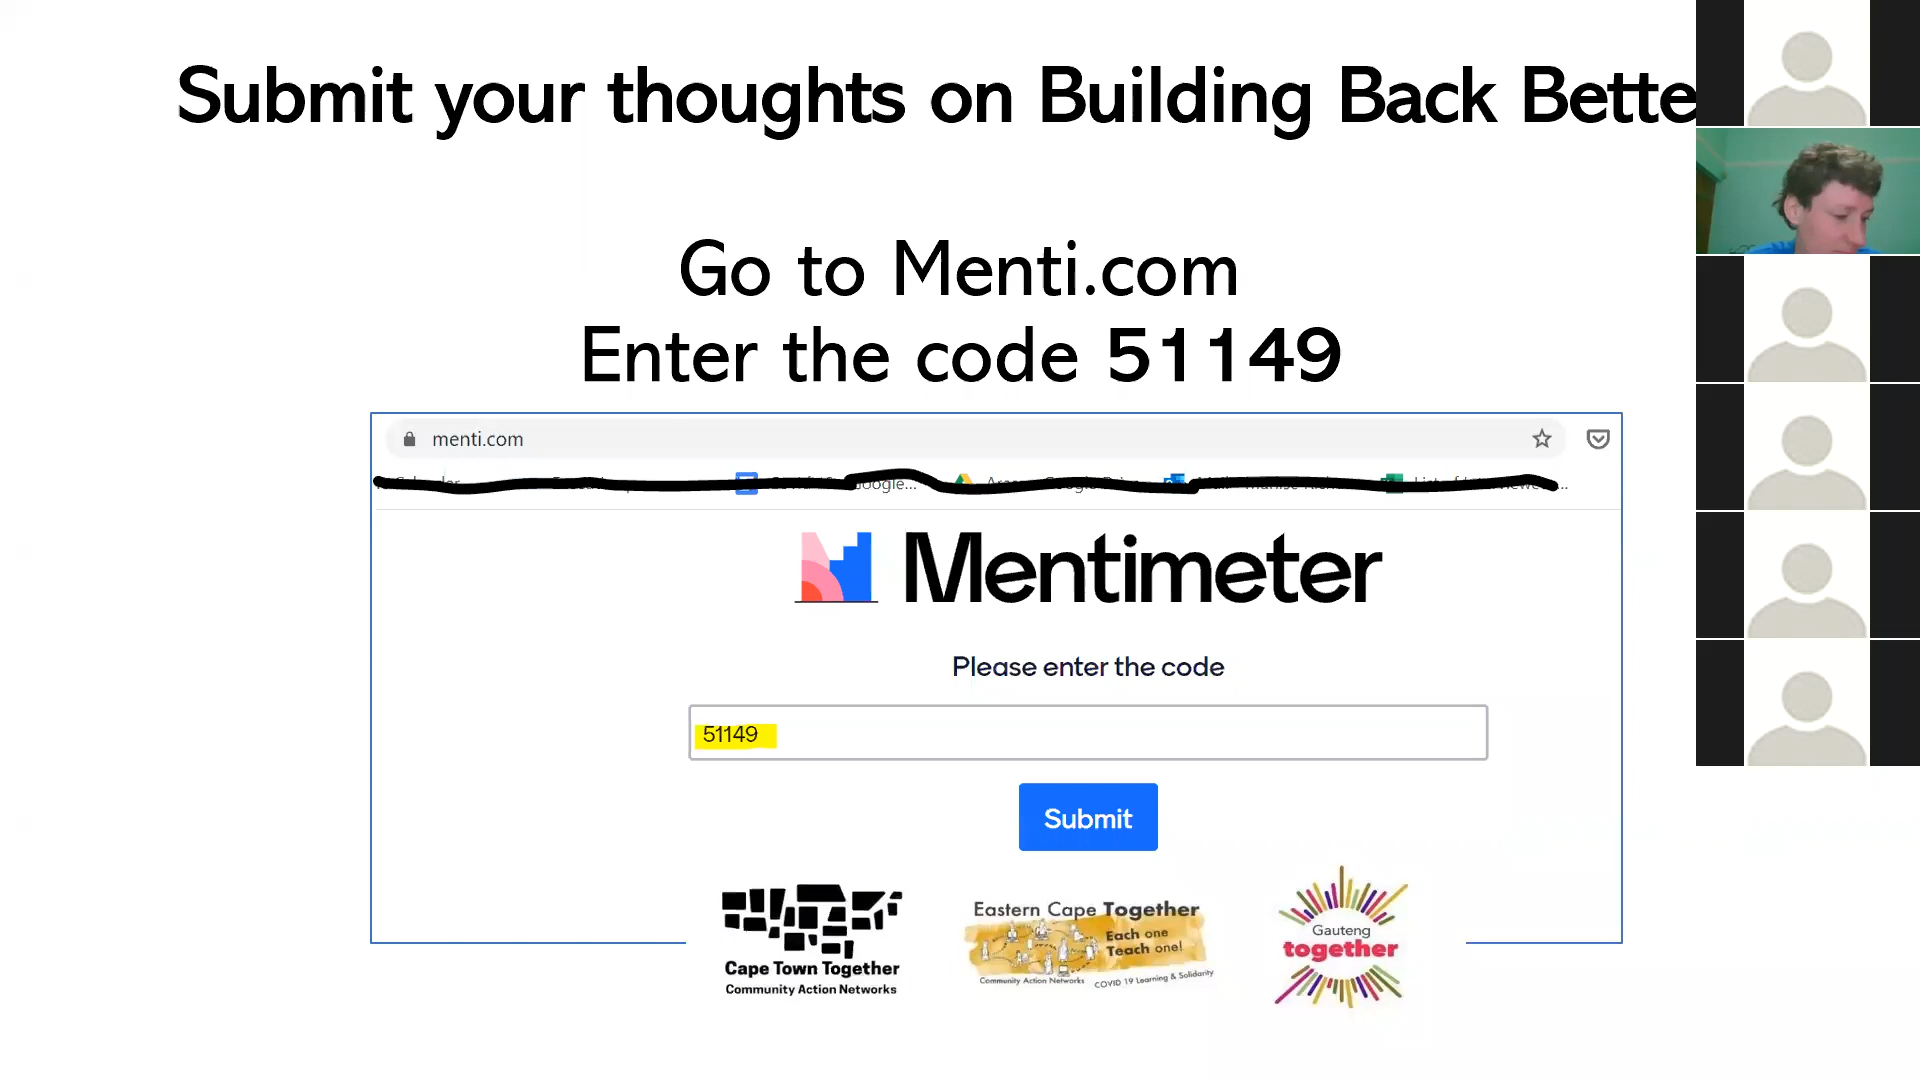 Submit your thoughts on Building Back Bette
Go to Menti.com
Enter the code 51149
menti.com
Mentimeter
Please enter the code
51149
Submit
Cape Town Together
Community Action Networks
Eastern Cape Together
Each one
Teach one!
Community Action Networks
COVID 19 Learning & Solidarity
Gauteng
together